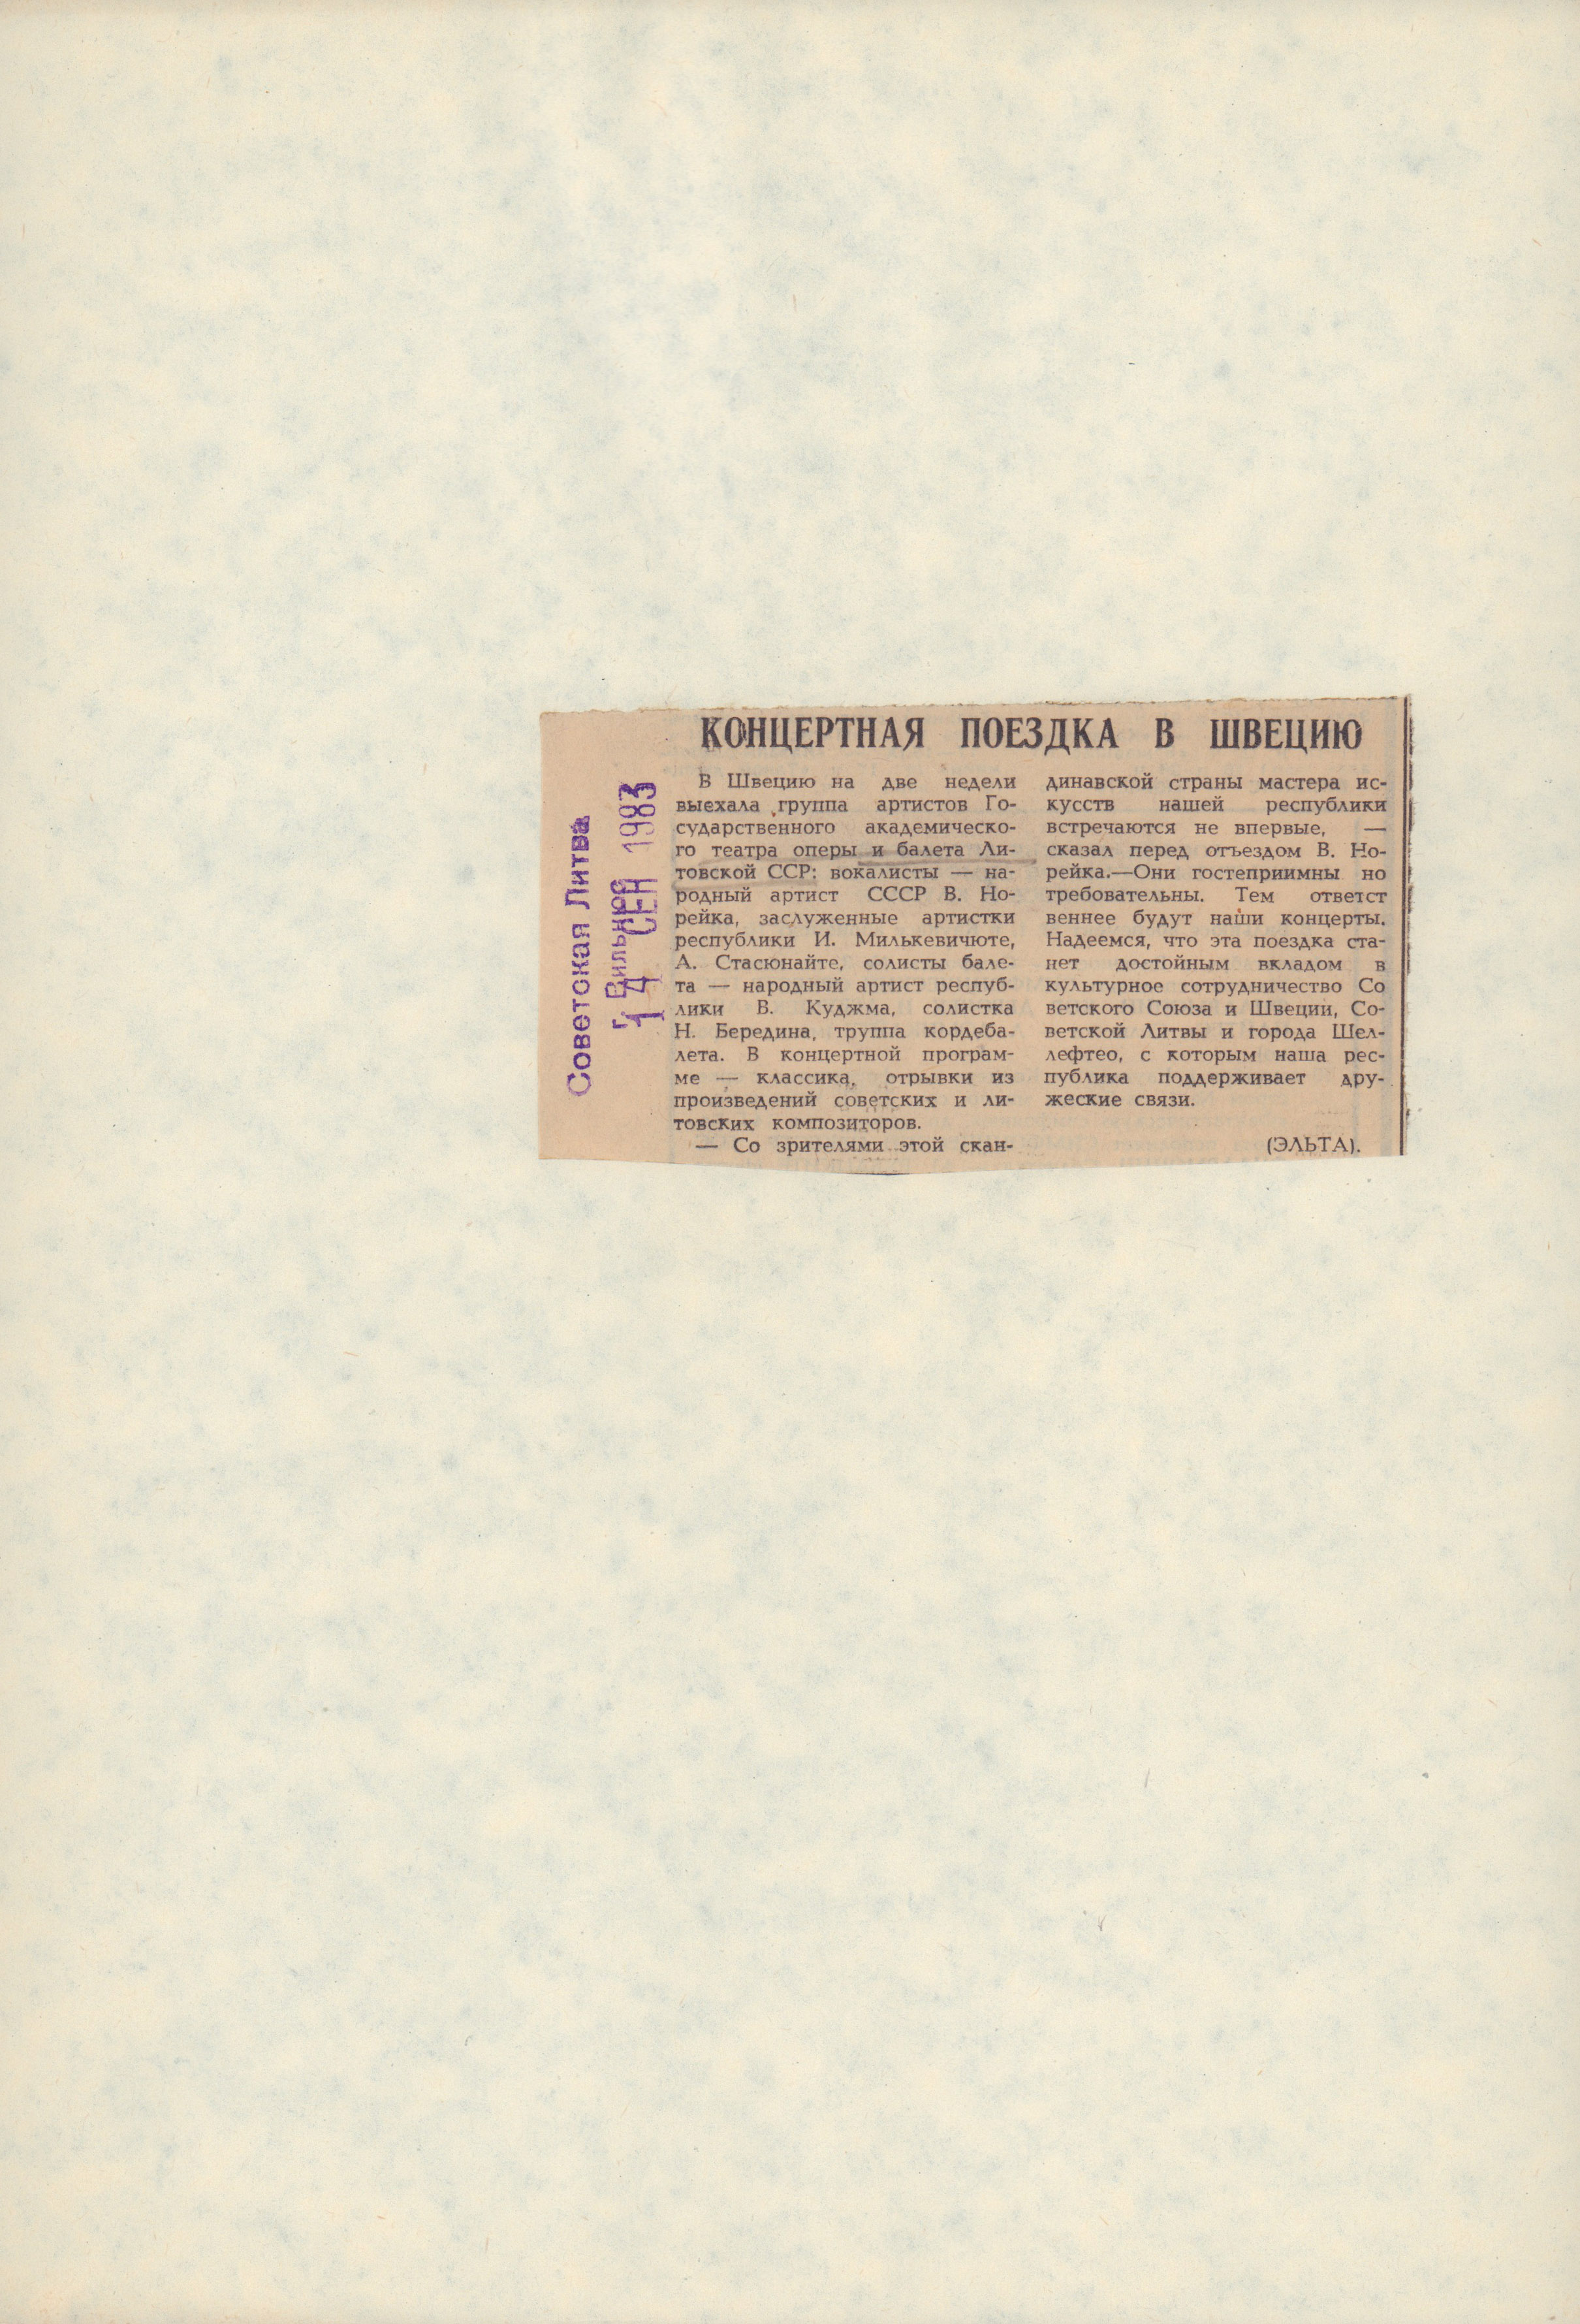 КОНЦЕРТНАЯ ПОЕЗДКА В ШВЕЦИЮ
Советская Литва
г. Вильнюс
14 СЕН 1983
В Швецию на две недели
выехала группа артистов Го-
сударственного академическо-
го театра оперы и балета Ли-
товской ССР: вокалисты — на-
родный артист СССР В. Но-
рейка, заслуженные артистки
республики И. Милькевичюте,
А. Стасюнайте, солисты бале-
та — народный артист респуб-
лики В. Куджма, солистка
Н. Бередина, труппа кордеба-
лета. В концертной програм-
ме — классика, отрывки из
произведений советских и ли-
товских композиторов.
— Со зрителями этой скан-
динавской страны мастера ис-
кусств нашей республики
встречаются не впервые, —
сказал перед отъездом В. Но-
рейка.—Они гостеприимны но
требовательны. Тем ответст
веннее будут наши концерты.
Надеемся, что эта поездка ста-
нет достойным вкладом в
культурное сотрудничество Со
ветского Союза и Швеции, Со-
ветской Литвы и города Шел-
лефтео, с которым наша рес-
публика поддерживает дру-
жеские связи.
(ЭЛЬТА).